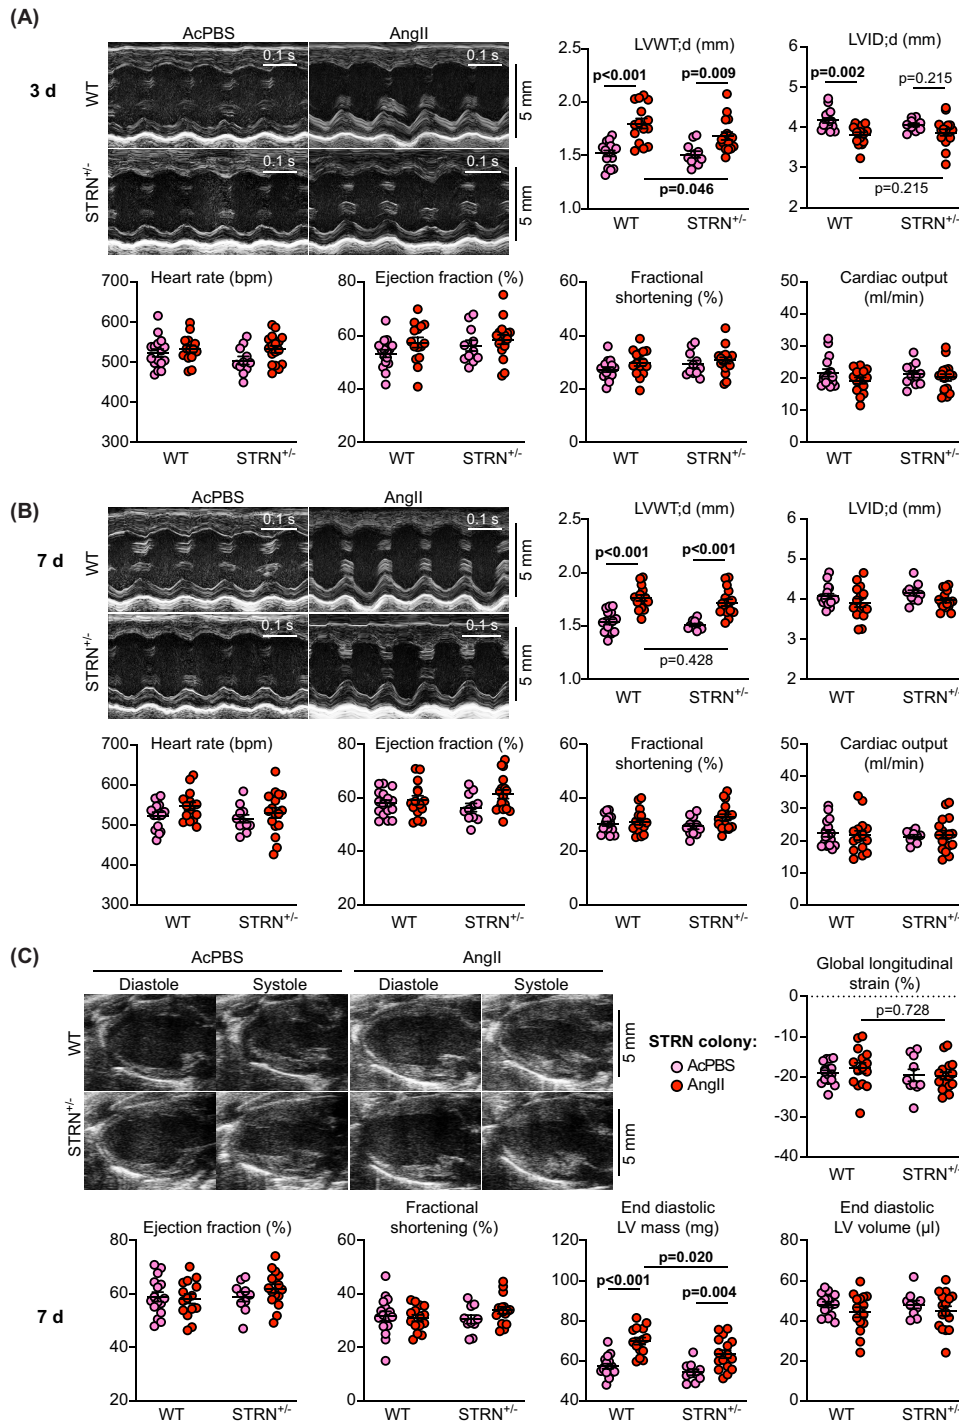 (A)
AcPBS AngII
3 d
WT
STRN+/-
0.1 s 0.1 s
0.1 s 0.1 s
5 mm
5 mm
LVWT;d (mm)
2.5
2.0
1.5
1.0
p<0.001 p=0.009
p=0.046
WT STRN+/-
LVID;d (mm)
6
5
4
3
2
p=0.002 p=0.215
p=0.215
WT STRN+/-
Heart rate (bpm)
700
600
500
400
300
WT STRN+/-
Ejection fraction (%)
80
60
40
20
WT STRN+/-
Fractional
shortening (%)
60
40
20
0
WT STRN+/-
Cardiac output
(ml/min)
50
40
30
20
10
0
WT STRN+/-
(B)
AcPBS AngII
7 d
WT
STRN+/-
0.1 s 0.1 s
0.1 s 0.1 s
5 mm
5 mm
LVWT;d (mm)
2.5
2.0
1.5
1.0
p<0.001 p<0.001
p=0.428
WT STRN+/-
LVID;d (mm)
6
5
4
3
2
WT STRN+/-
Heart rate (bpm)
700
600
500
400
300
WT STRN+/-
Ejection fraction (%)
80
60
40
20
WT STRN+/-
Fractional
shortening (%)
60
40
20
0
WT STRN+/-
Cardiac output
(ml/min)
50
40
30
20
10
0
WT STRN+/-
(C)
AcPBS AngII
Diastole Systole Diastole Systole
WT
STRN+/-
5 mm
5 mm
STRN colony:
AcPBS
AngII
Global longitudinal
strain (%)
0
-10
-20
-30
-40
p=0.728
WT STRN+/-
7 d
Ejection fraction (%)
80
60
40
20
WT STRN+/-
Fractional
shortening (%)
60
40
20
0
WT STRN+/-
End diastolic
LV mass (mg)
120
100
80
60
40
p=0.020
p<0.001
p=0.004
WT STRN+/-
End diastolic
LV volume (µl)
80
60
40
20
0
WT STRN+/-